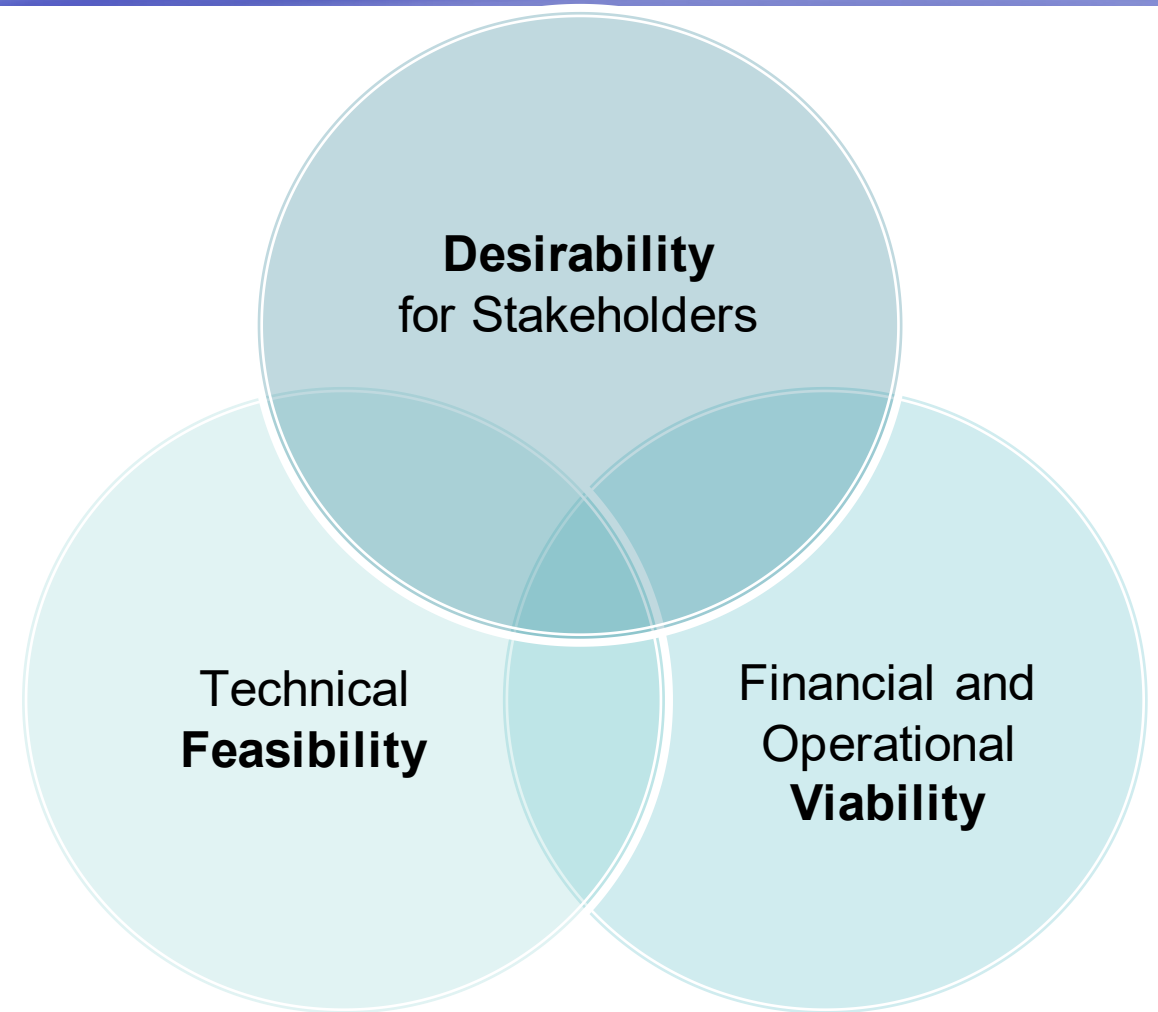 Desirability
for Stakeholders
Technical
Feasibility
Financial and
Operational
Viability